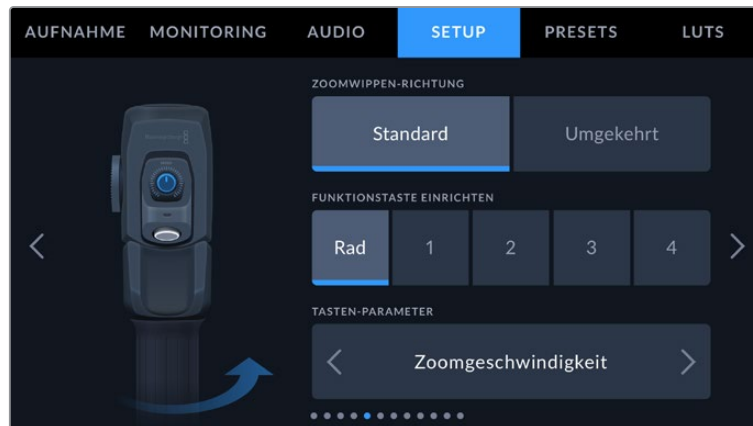 AUFNAHME MONITORING AUDIO SETUP PRESETS LUTS
ZOOMWIPPEN-RICHTUNG
Standard Umgekehrt
FUNKTIONSTASTE EINRICHTEN
Rad 1 2 3 4
TASTEN-PARAMETER
Zoomgeschwindigkeit